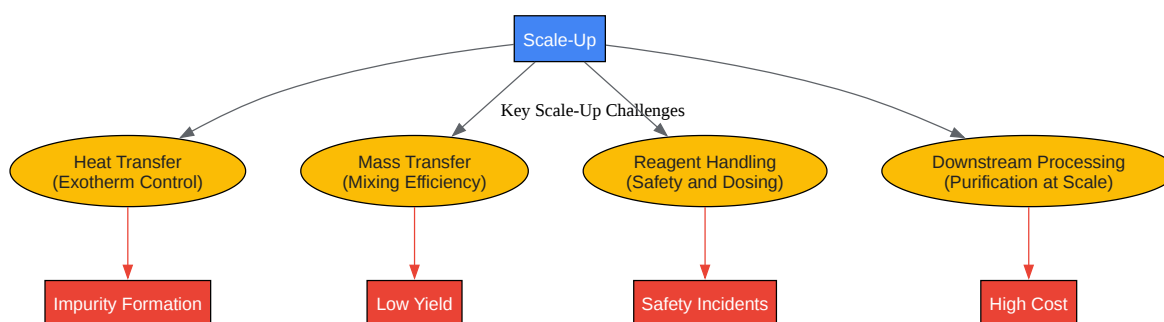 Scale-Up
Key Scale-Up Challenges
Heat Transfer
(Exotherm Control)
Mass Transfer
(Mixing Efficiency)
Reagent Handling
(Safety and Dosing)
Downstream Processing
(Purification at Scale)
Impurity Formation
Low Yield
Safety Incidents
High Cost